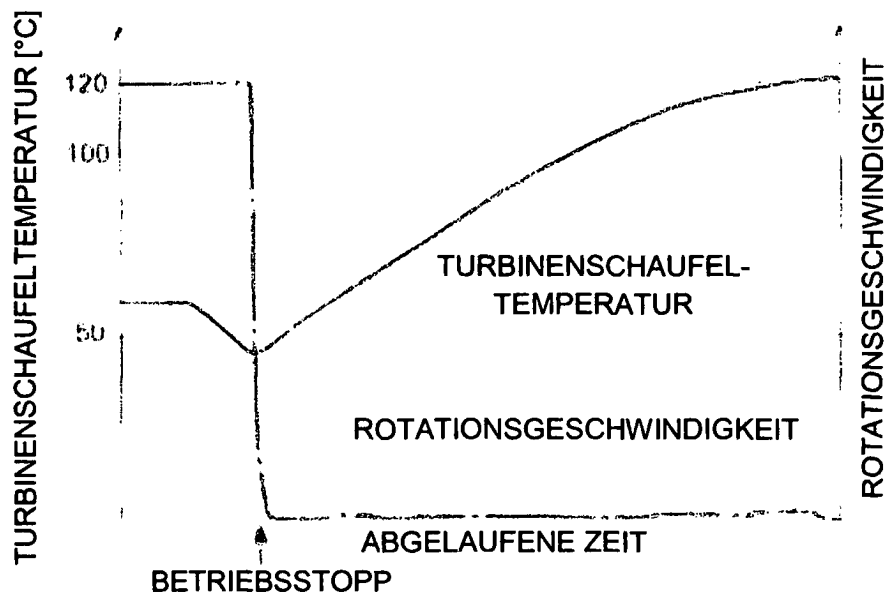 TURBINENSCHAUFELTEMPERATUR [°C]
120
100
50
TURBINENSCHAUFEL-
TEMPERATUR
ROTATIONSGESCHWINDIGKEIT
ROTATIONSGESCHWINDIGKEIT
ABGELAUFENE ZEIT
BETRIEBSSTOPP